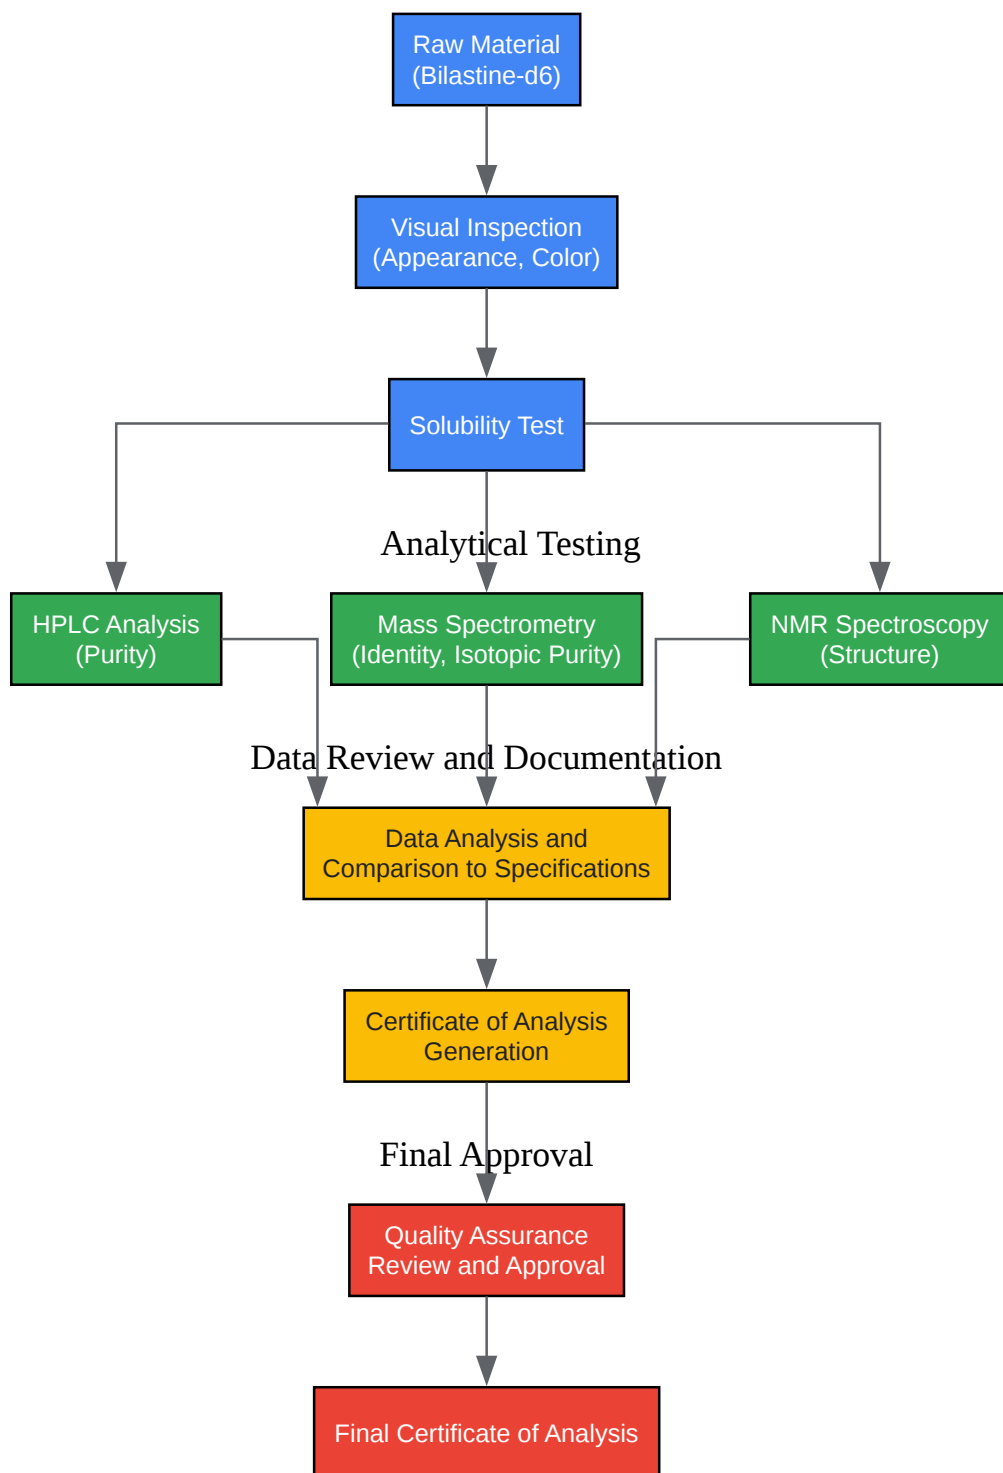 Raw Material
(Bilastine-d6)
Visual Inspection
(Appearance, Color)
Solubility Test
Analytical Testing
HPLC Analysis
(Purity)
Mass Spectrometry
(Identity, Isotopic Purity)
NMR Spectroscopy
(Structure)
Data Review and Documentation
Data Analysis and
Comparison to Specifications
Certificate of Analysis
Generation
Final Approval
Quality Assurance
Review and Approval
Final Certificate of Analysis